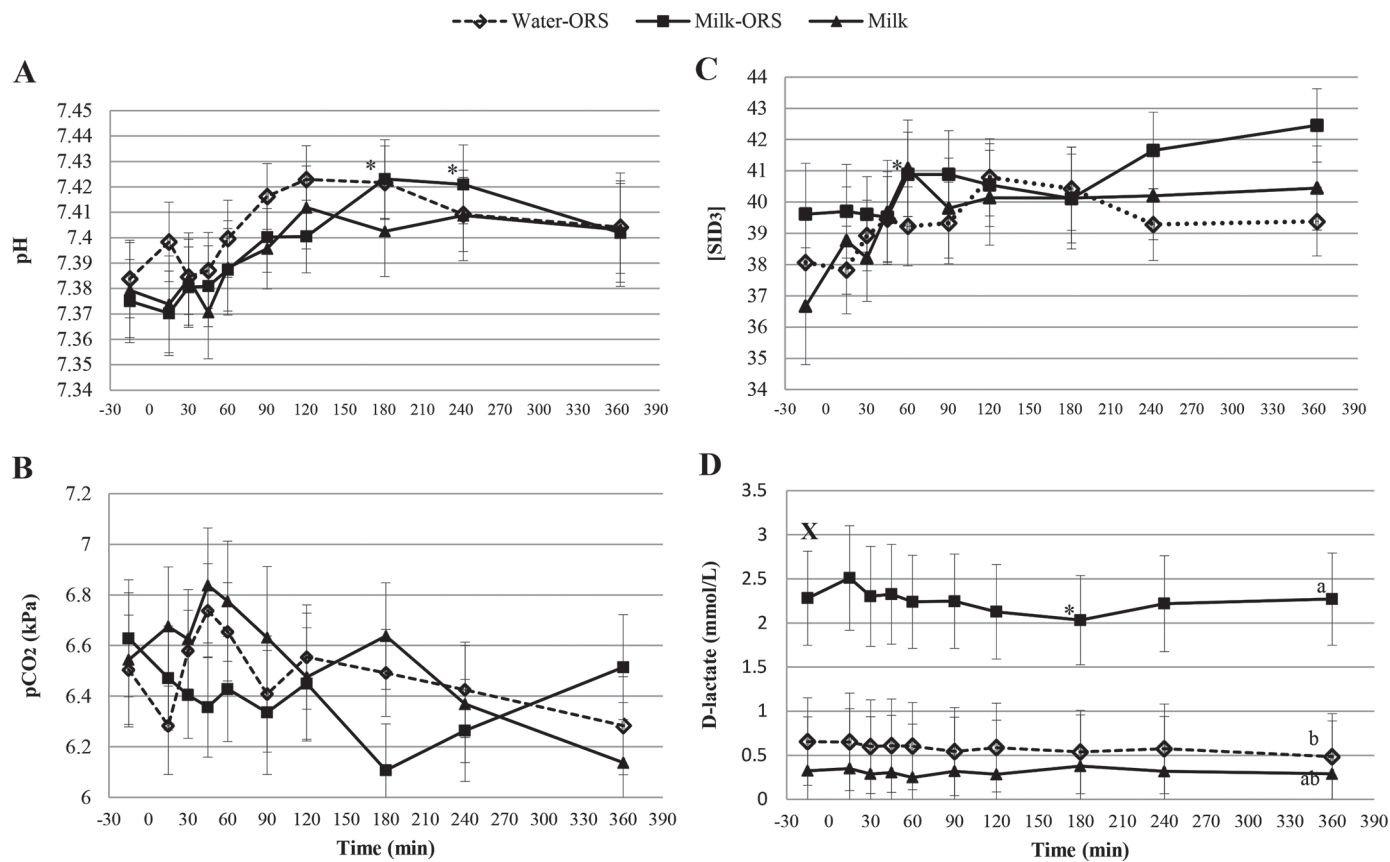 Water-ORS Milk-ORS Milk
A
pH
7.45
7.44
7.43
7.42
7.41
7.4
7.39
7.38
7.37
7.36
7.35
7.34
* *
-30 0 30 60 90 120 150 180 210 240 270 300 330 360 390
C
[SID3]
44
43
42
41
40
39
38
37
36
35
34
*
-30 0 30 60 90 120 150 180 210 240 270 300 330 360 390
B
pCO2 (kPa)
7.2
7
6.8
6.6
6.4
6.2
6
-30 0 30 60 90 120 150 180 210 240 270 300 330 360 390
Time (min)
D
D-lactate (mmol/L)
3.5
3
2.5
2
1.5
1
0.5
0
X
*
a
b
ab
-30 0 30 60 90 120 150 180 210 240 270 300 330 360 390
Time (min)